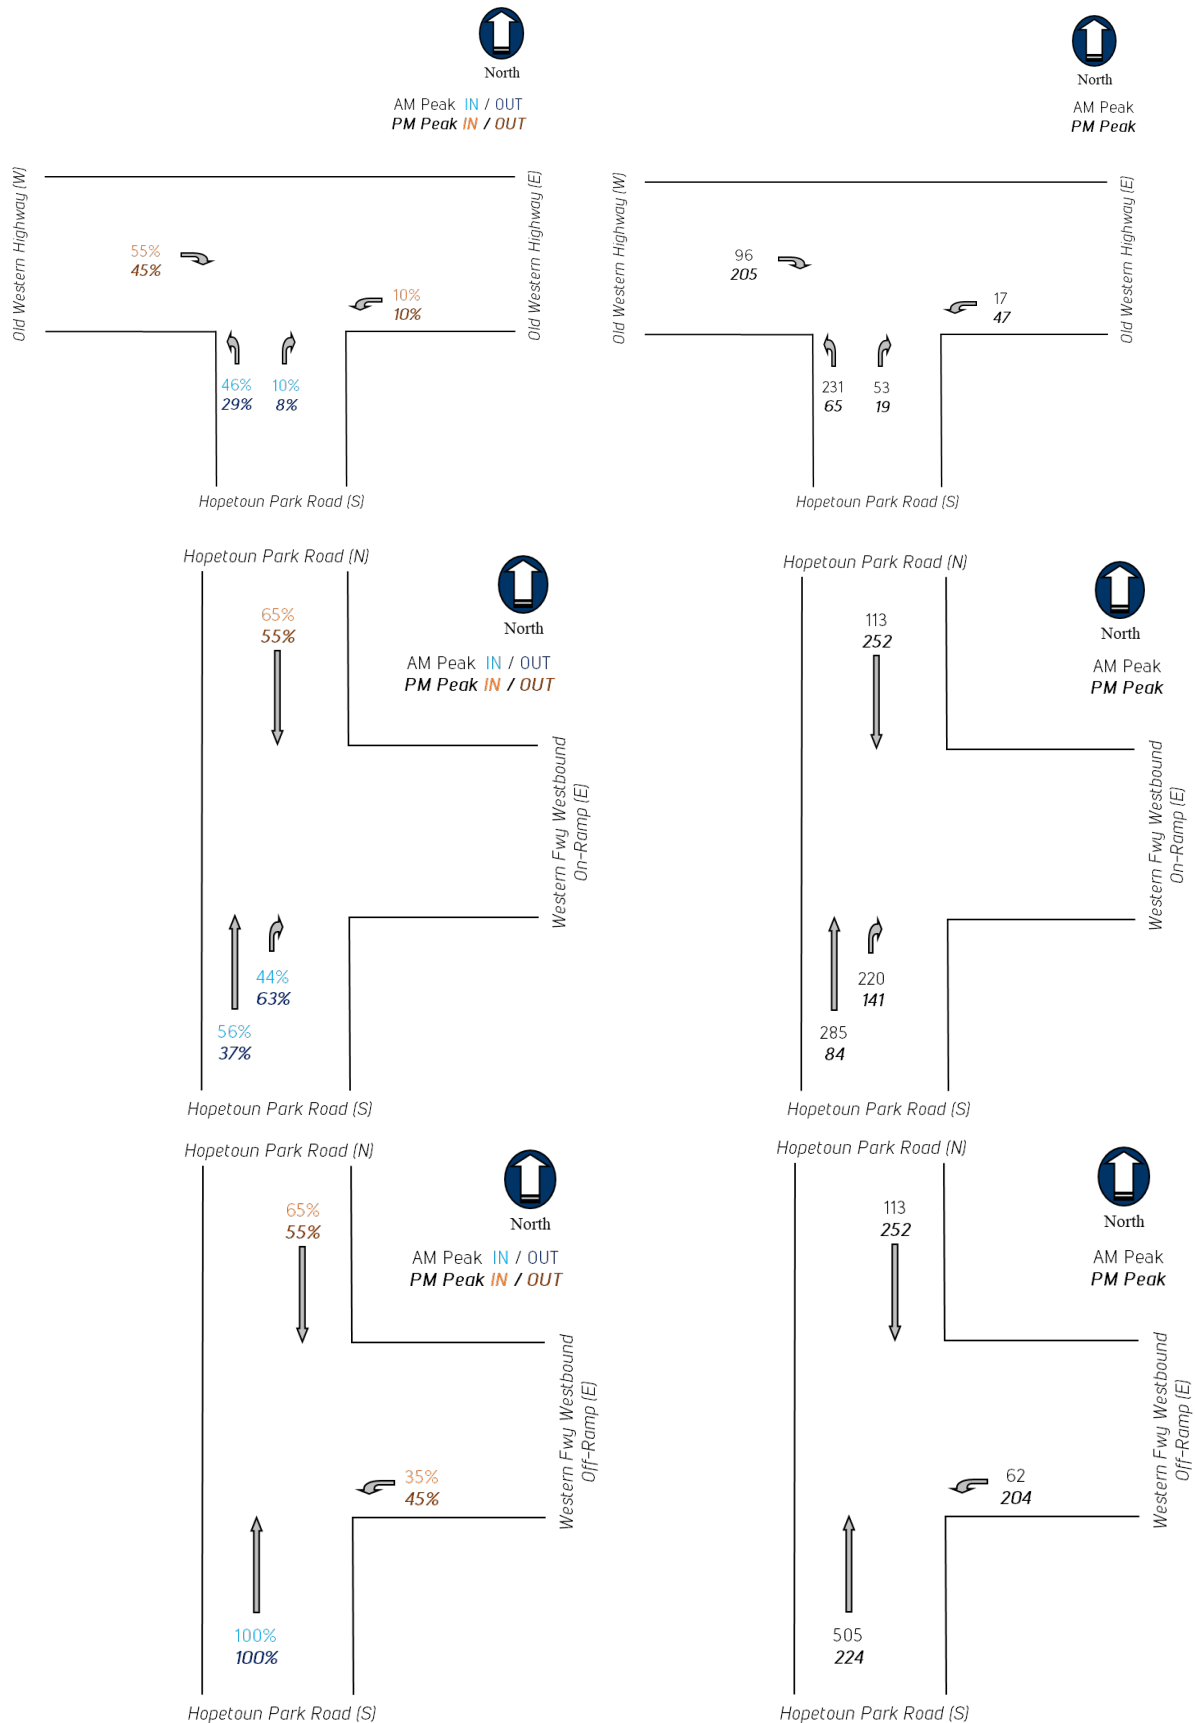 North
AM Peak IN / OUT
PM Peak IN / OUT
Old Western Highway (W)
Old Western Highway (E)
55%
45%
10%
10%
46%
29%
10%
8%
Hopetoun Park Road (S)
North
AM Peak
PM Peak
Old Western Highway (W)
Old Western Highway (E)
96
205
17
47
231
65
53
19
Hopetoun Park Road (S)
Hopetoun Park Road (N)
North
AM Peak IN / OUT
PM Peak IN / OUT
65%
55%
Western Fwy Westbound
On-Ramp (E)
44%
63%
56%
37%
Hopetoun Park Road (S)
Hopetoun Park Road (N)
North
AM Peak
PM Peak
113
252
Western Fwy Westbound
On-Ramp (E)
220
141
285
84
Hopetoun Park Road (S)
Hopetoun Park Road (N)
North
AM Peak IN / OUT
PM Peak IN / OUT
65%
55%
Western Fwy Westbound
Off-Ramp (E)
35%
45%
100%
100%
Hopetoun Park Road (S)
Hopetoun Park Road (N)
North
AM Peak
PM Peak
113
252
Western Fwy Westbound
Off-Ramp (E)
62
204
505
224
Hopetoun Park Road (S)